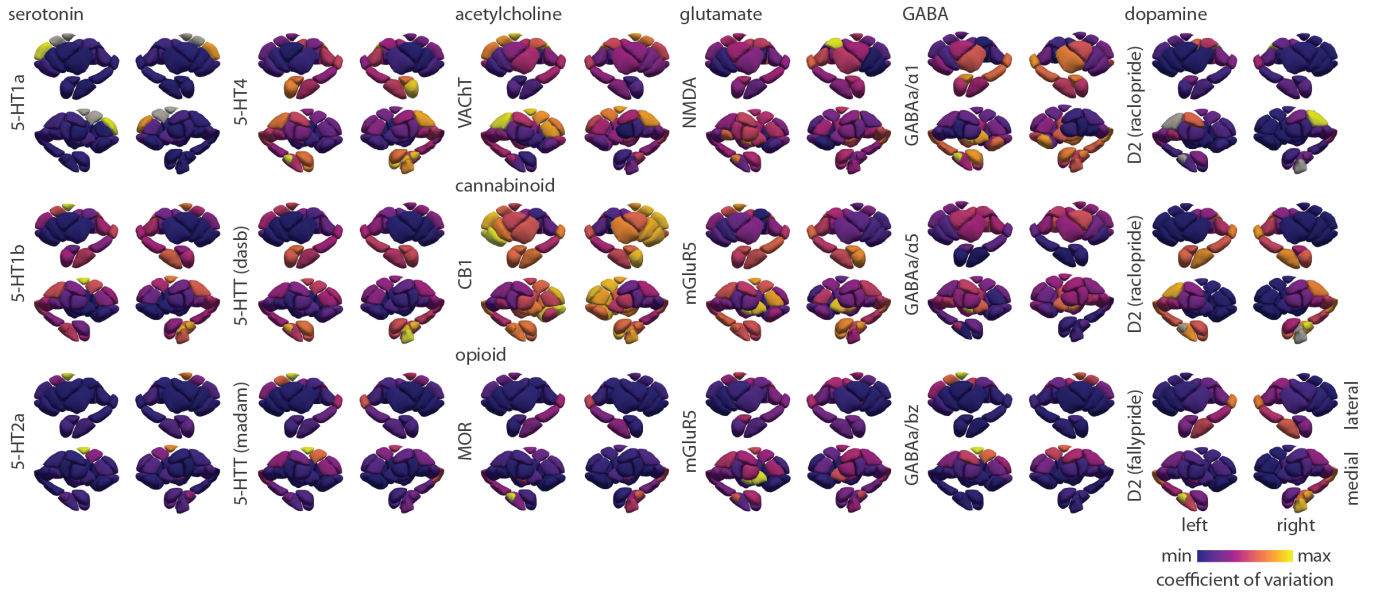 serotonin
acetylcholine
glutamate
GABA
dopamine
5-HT1a
5-HT4
VAChT
NMDA
GABAa/α1
D2 (raclopride)
cannabinoid
5-HT1b
5-HTT (dasb)
CB1
mGluR5
GABAa/α5
D2 (raclopride)
opioid
5-HT2a
5-HTT (madam)
MOR
mGluR5
GABAa/bz
D2 (fallypride)
lateral
medial
left
right
min
max
coefficient of variation